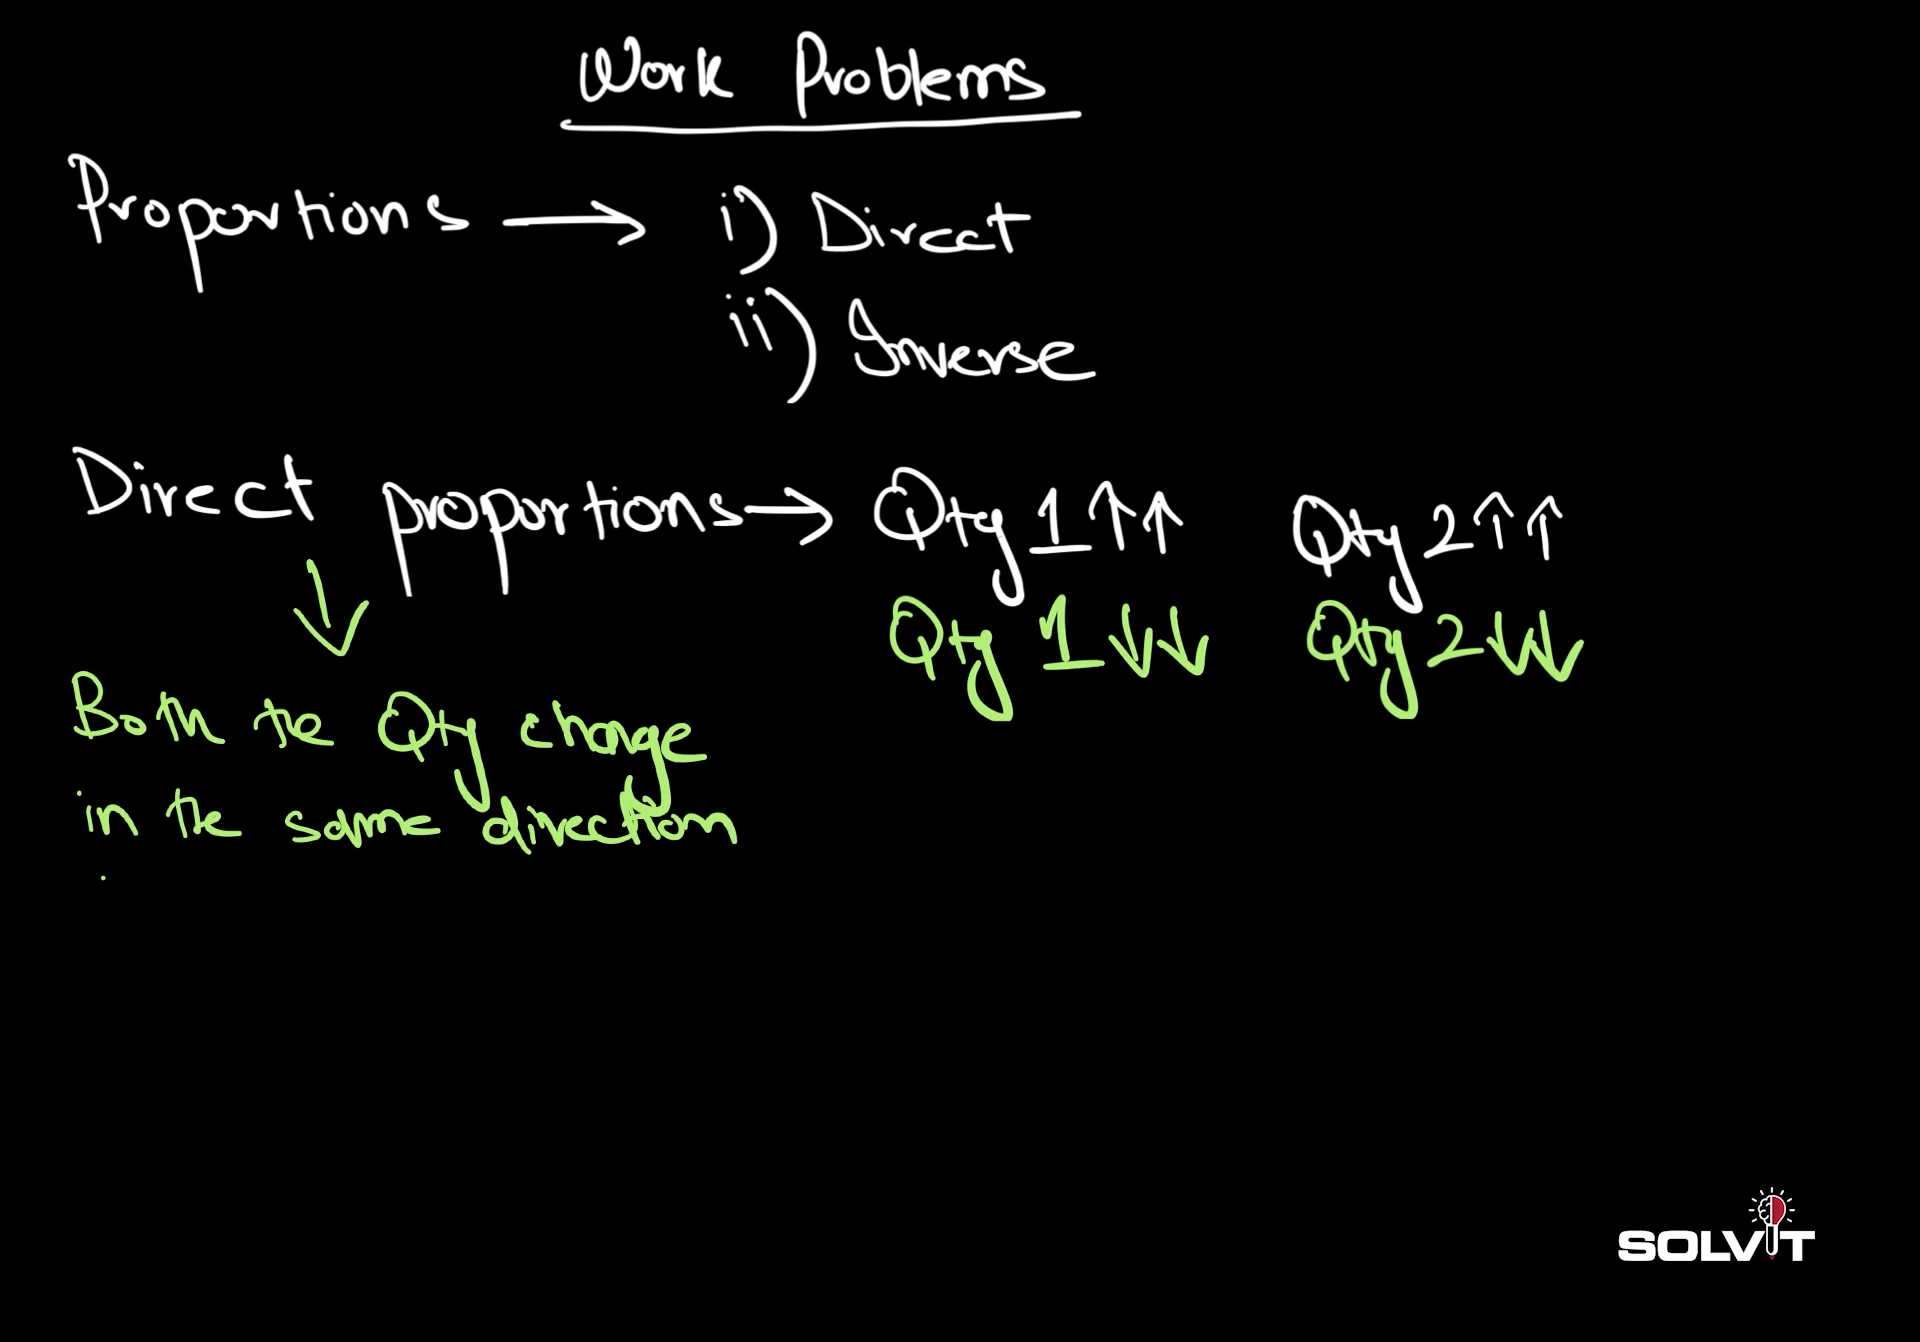 Work Problems
Proportions → i) Direct
ii) Inverse
Direct proportions → Qty 1 ↑↑ Qty 2 ↑↑
Qty 1 ↓↓ Qty 2 ↓↓
↓
Both the Qty change
in the same direction
SOLVIT